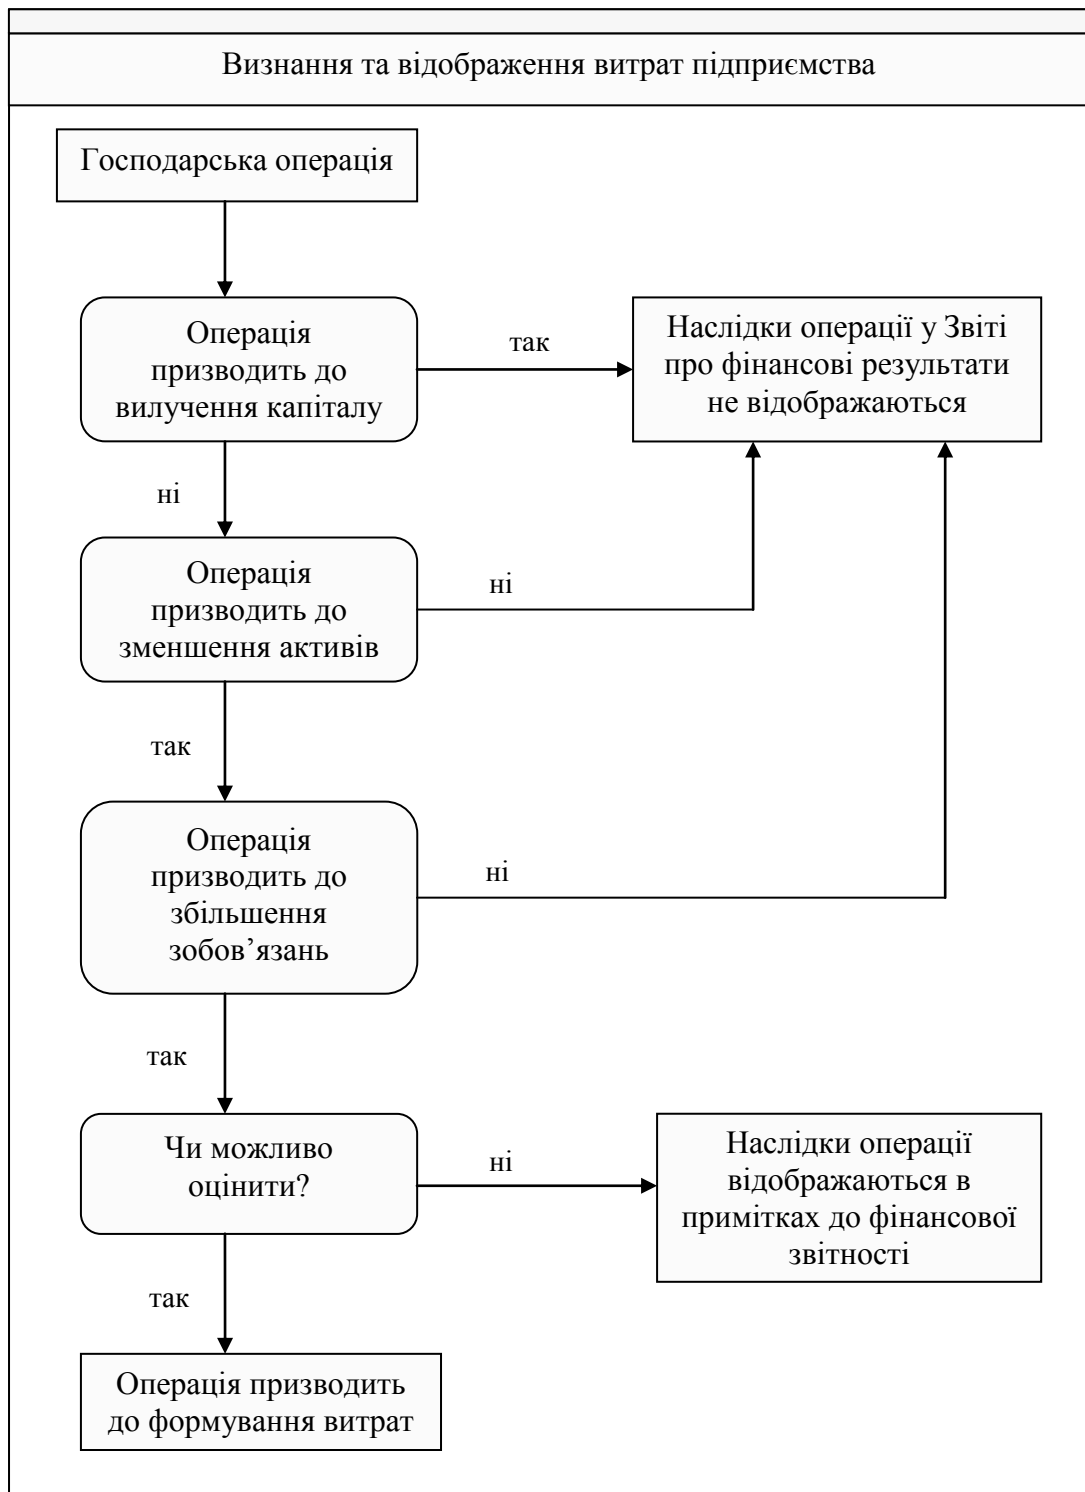 Визнання та відображення витрат підприємства
Господарська операція
Операція
призводить до
вилучення капіталу
так
Наслідки операції у Звіті
про фінансові результати
не відображаються
ні
Операція
призводить до
зменшення активів
ні
так
Операція
призводить до
збільшення
зобов’язань
ні
так
Чи можливо
оцінити?
ні
Наслідки операції
відображаються в
примітках до фінансової
звітності
так
Операція призводить
до формування витрат